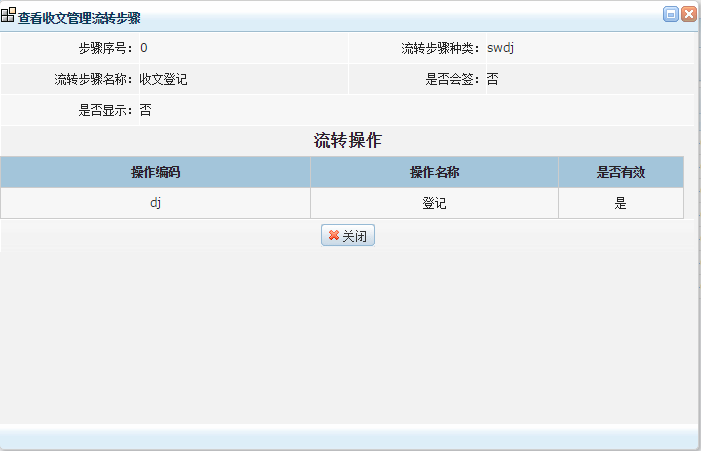 查看收文管理流转步骤
步骤序号： 0 流转步骤种类： swdj
流转步骤名称： 收文登记 是否会签： 否
是否显示： 否
流转操作
操作编码 操作名称 是否有效
dj 登记 是
关闭